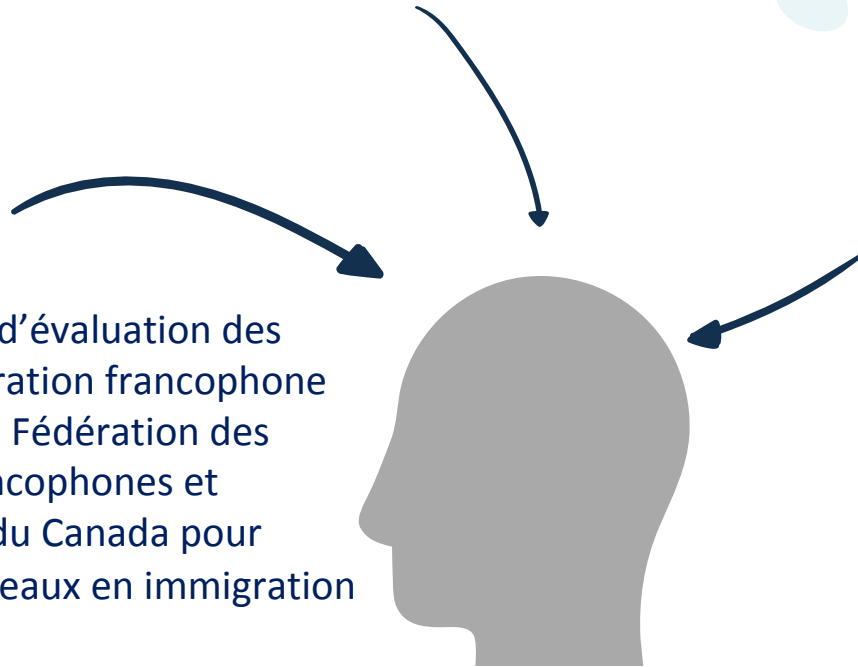 d’évaluation des
ration francophone
Fédération des
ncophones et
du Canada pour
eaux en immigration